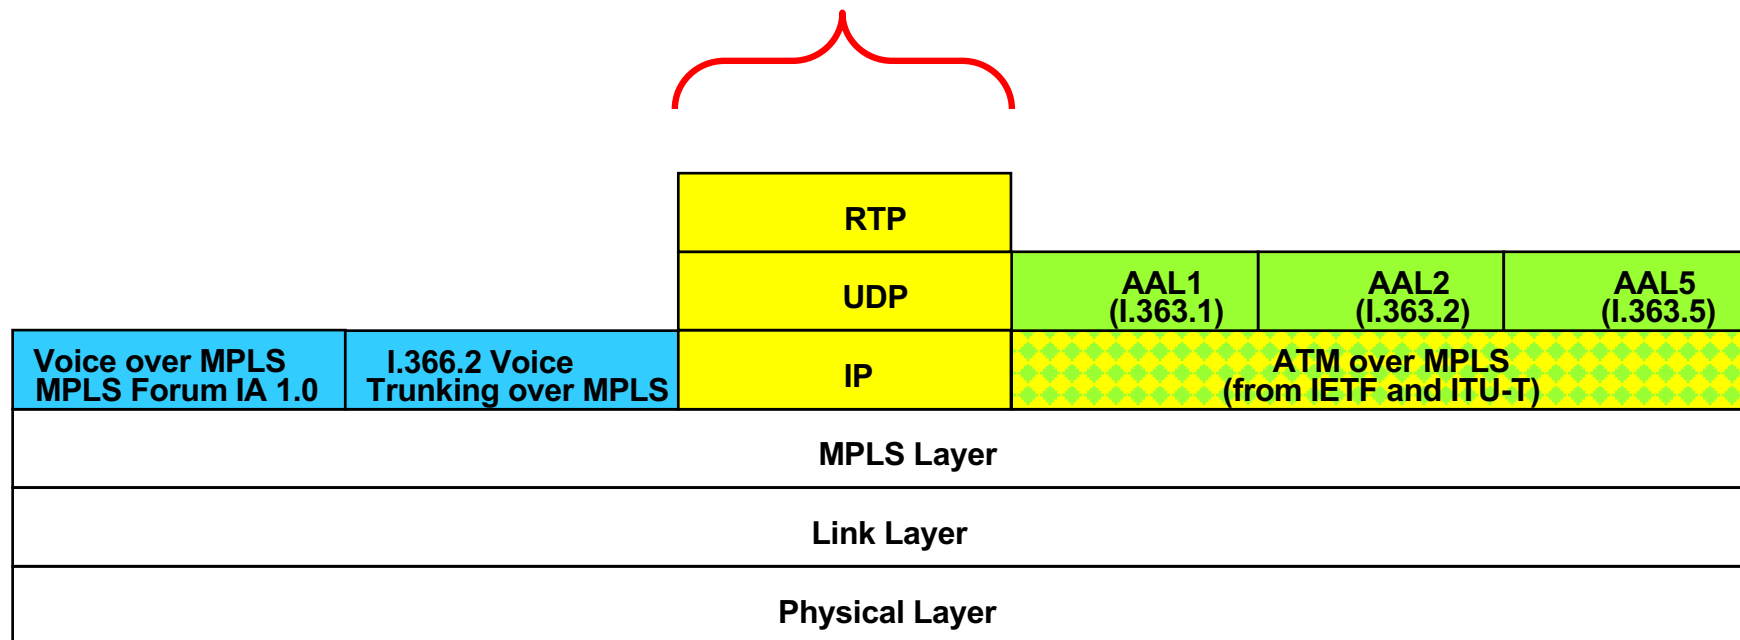 RTP
UDP
AAL1
(I.363.1)
AAL2
(I.363.2)
AAL5
(I.363.5)
Voice over MPLS
MPLS Forum IA 1.0
I.366.2 Voice
Trunking over MPLS
IP
ATM over MPLS
(from IETF and ITU-T)
MPLS Layer
Link Layer
Physical Layer